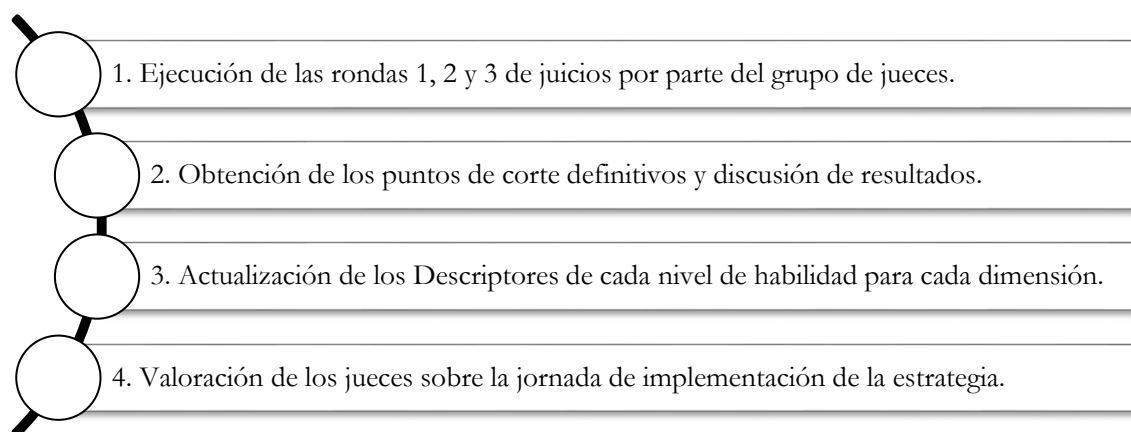 1. Ejecución de las rondas 1, 2 y 3 de juicios por parte del grupo de jueces.
2. Obtención de los puntos de corte definitivos y discusión de resultados.
3. Actualización de los Descriptores de cada nivel de habilidad para cada dimensión.
4. Valoración de los jueces sobre la jornada de implementación de la estrategia.